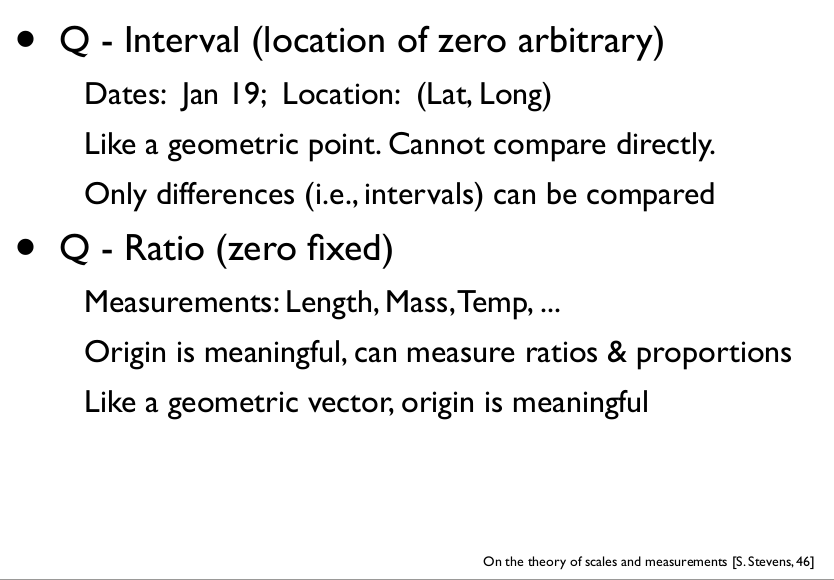 • Q - Interval (location of zero arbitrary)
Dates: Jan 19; Location: (Lat, Long)
Like a geometric point. Cannot compare directly.
Only differences (i.e., intervals) can be compared
• Q - Ratio (zero fixed)
Measurements: Length, Mass, Temp, ...
Origin is meaningful, can measure ratios & proportions
Like a geometric vector, origin is meaningful
On the theory of scales and measurements [S. Stevens, 46]